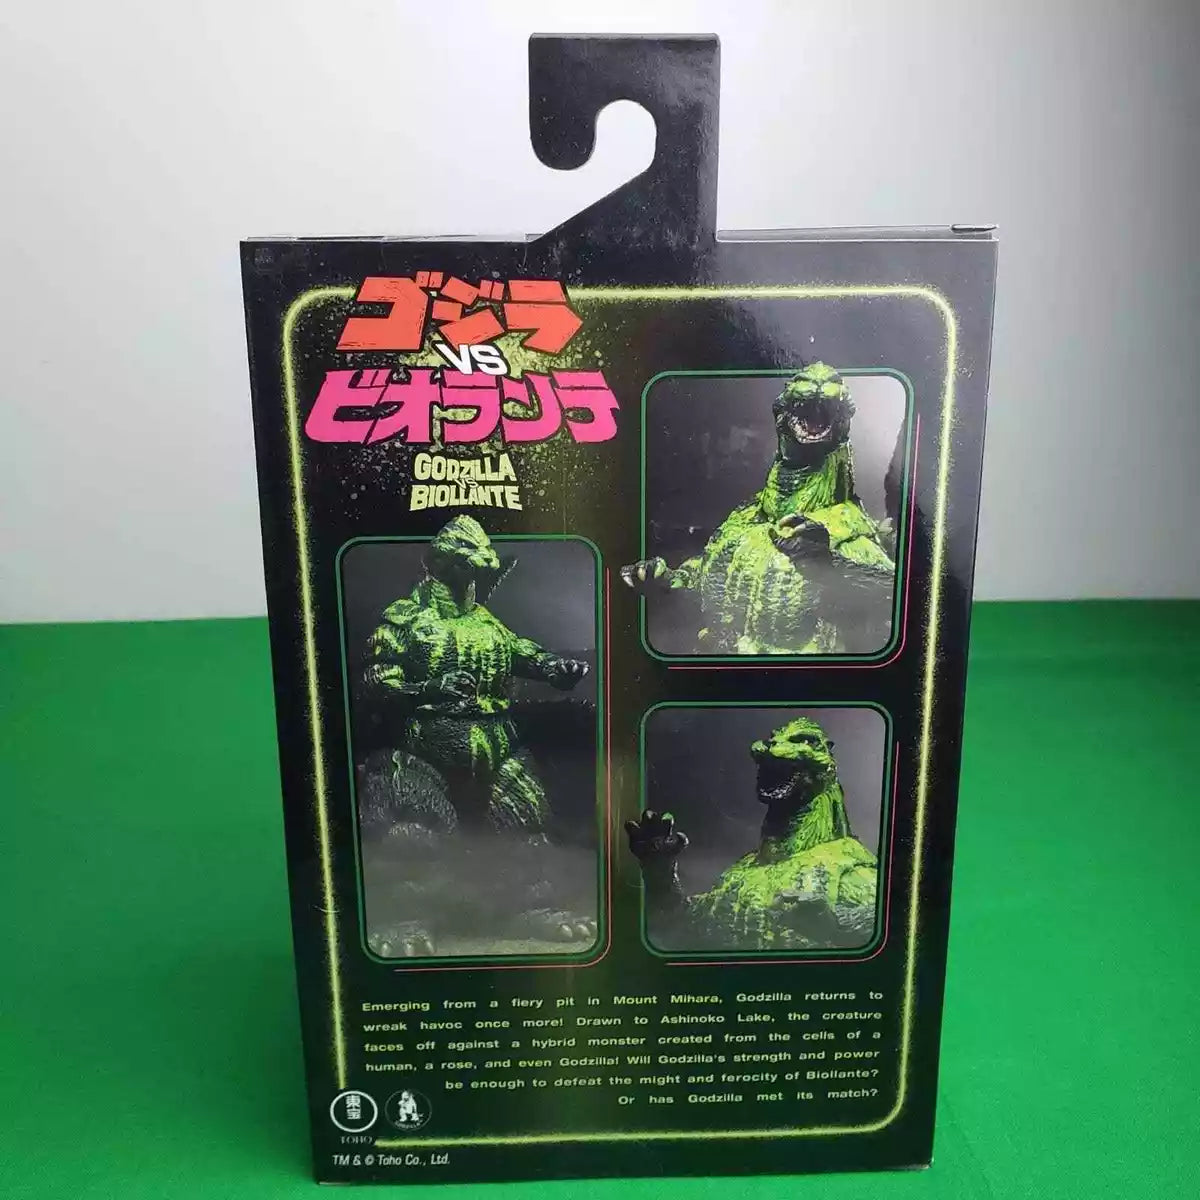 ゴジラ
VS
ビオランテ
GODZILLA
VS
BIOLLANTE
Emerging from a fiery pit in Mount Mihara, Godzilla returns to
wreak havoc once more! Drawn to Ashinoko Lake, the creature
faces off against a hybrid monster created from the cells of a
human, a rose, and even Godzilla! Will Godzilla's strength and power
be enough to defeat the might and ferocity of Biollante?
Or has Godzilla met its match?
東宝
TOHO
GODZILLA
TM & © Toho Co., Ltd.